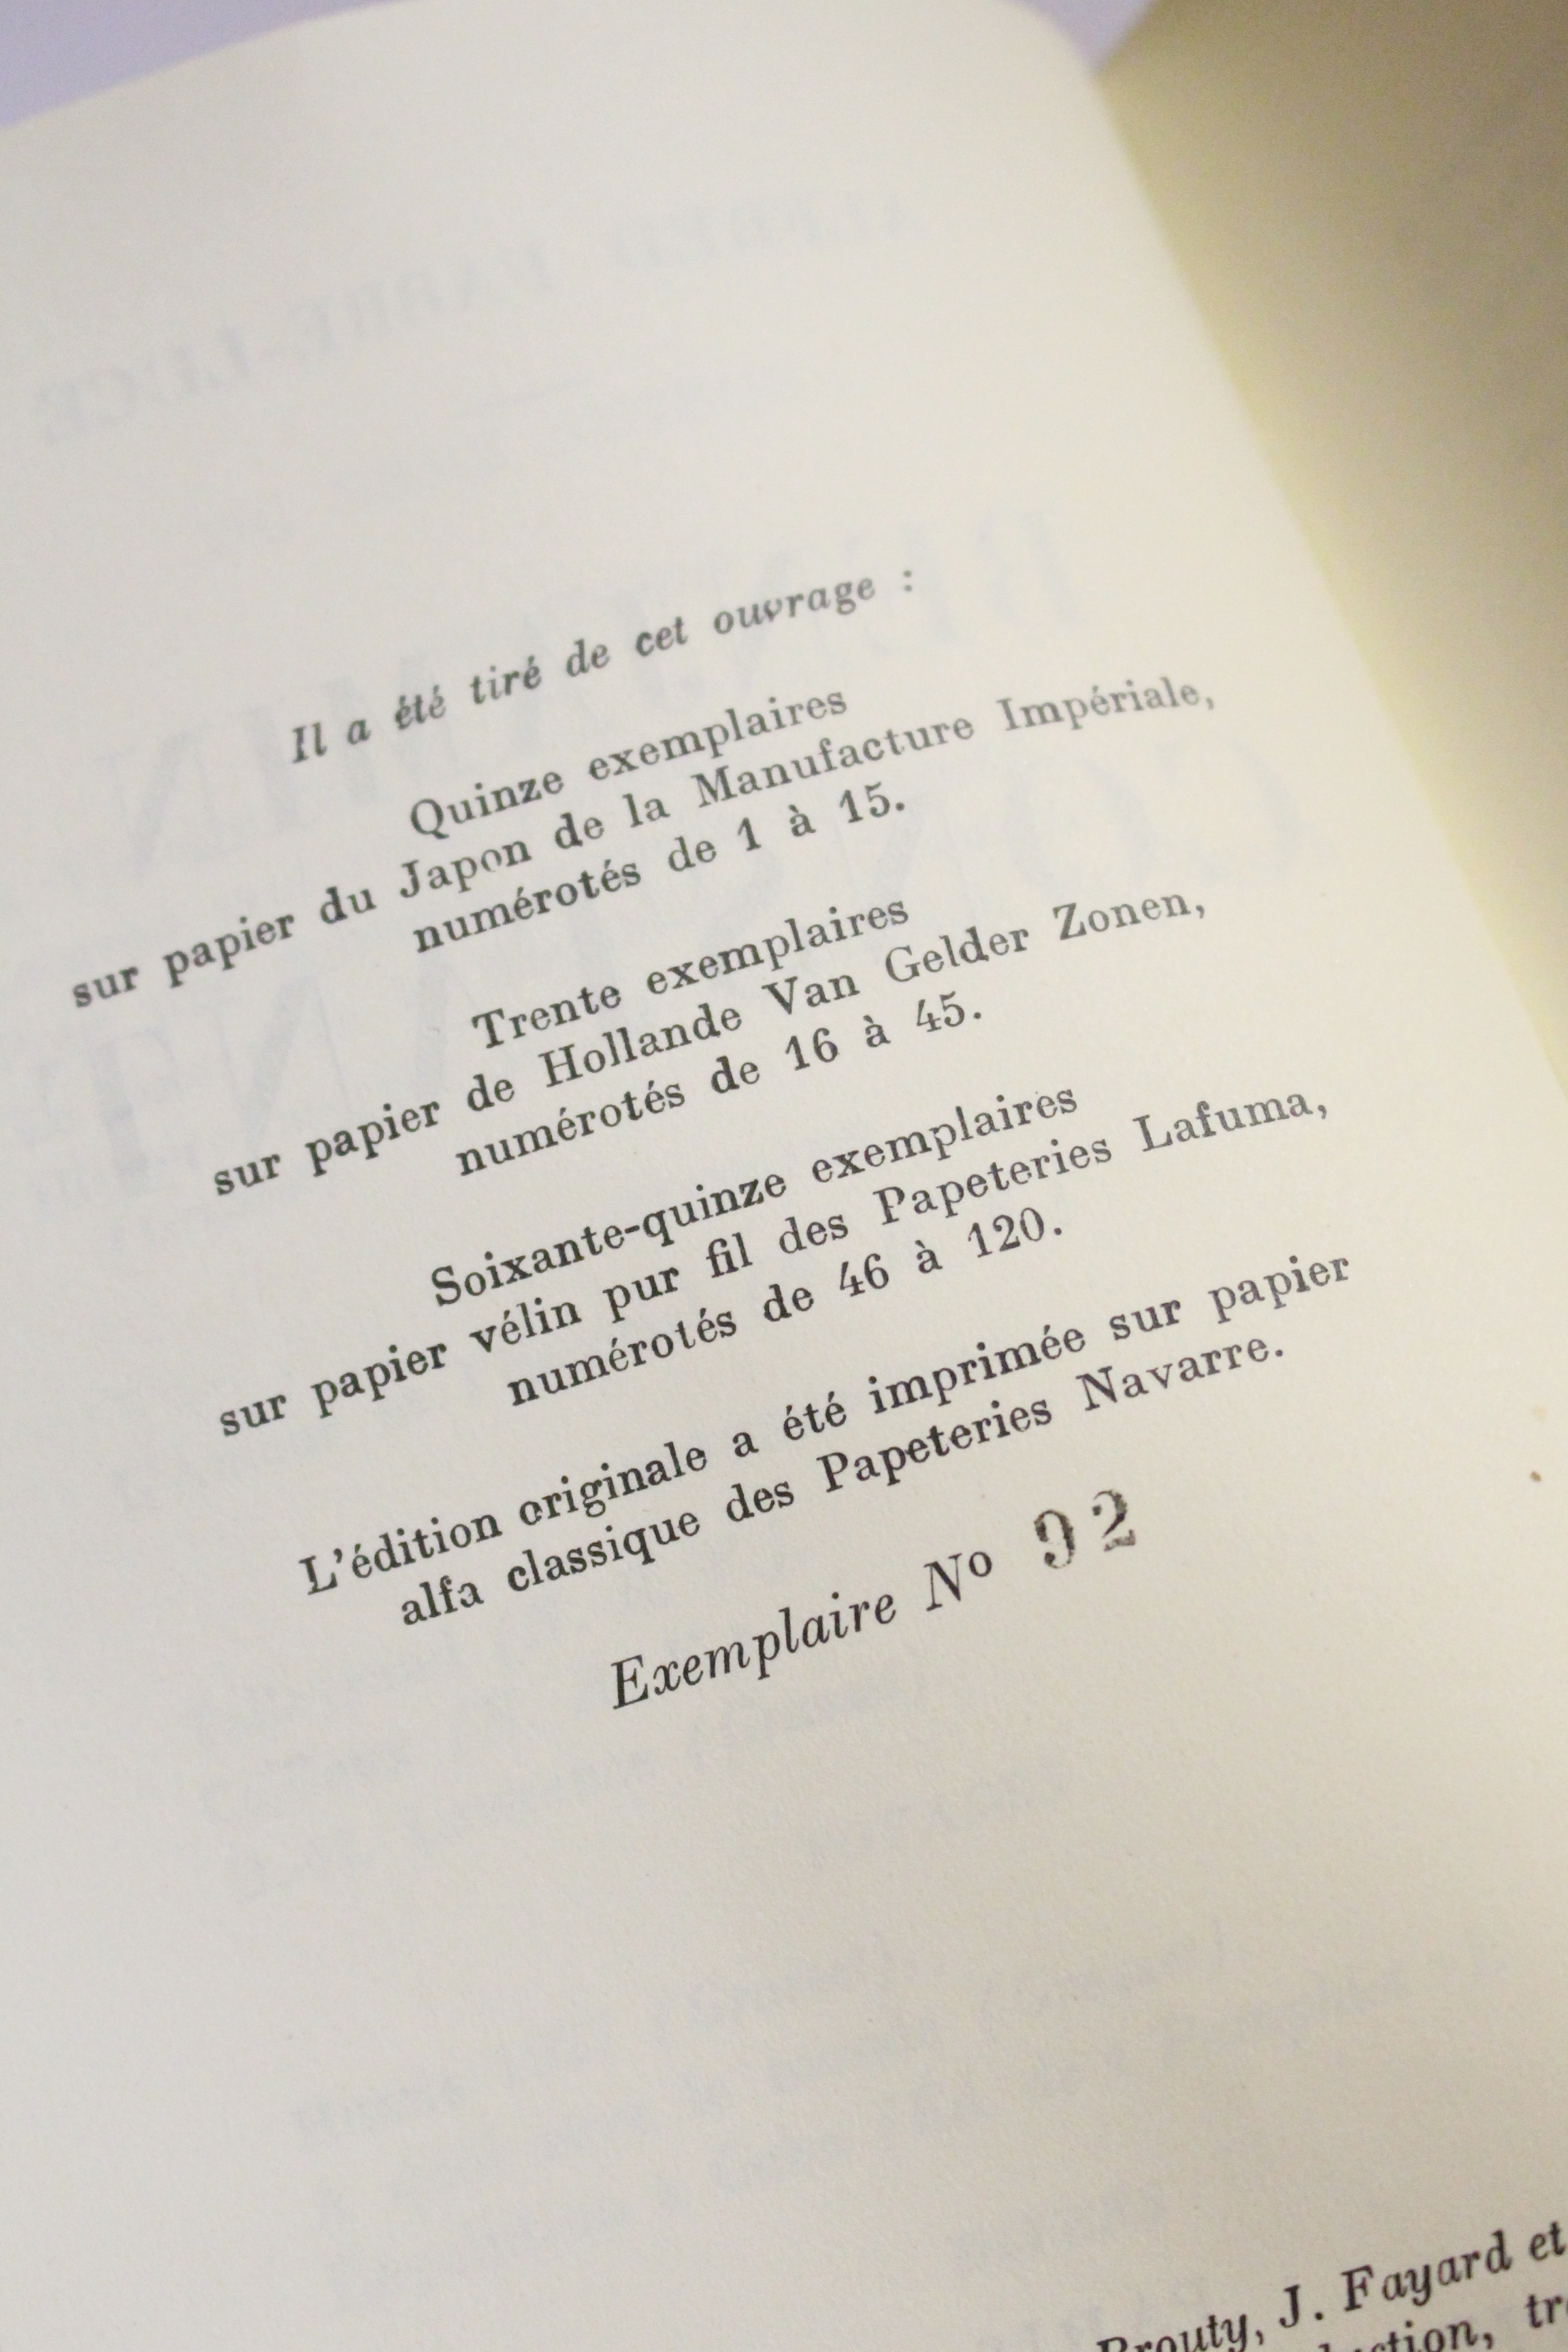 Il a été tiré de cet ouvrage :
Quinze exemplaires
sur papier du Japon de la Manufacture Impériale,
numérotés de 1 à 15.
Trente exemplaires
sur papier de Hollande Van Gelder Zonen,
numérotés de 16 à 45.
Soixante-quinze exemplaires
sur papier vélin pur fil des Papeteries Lafuma,
numérotés de 46 à 120.
L'édition originale a été imprimée sur papier
alfa classique des Papeteries Navarre.
Exemplaire Nº 92
Brouty, J. Fayard et